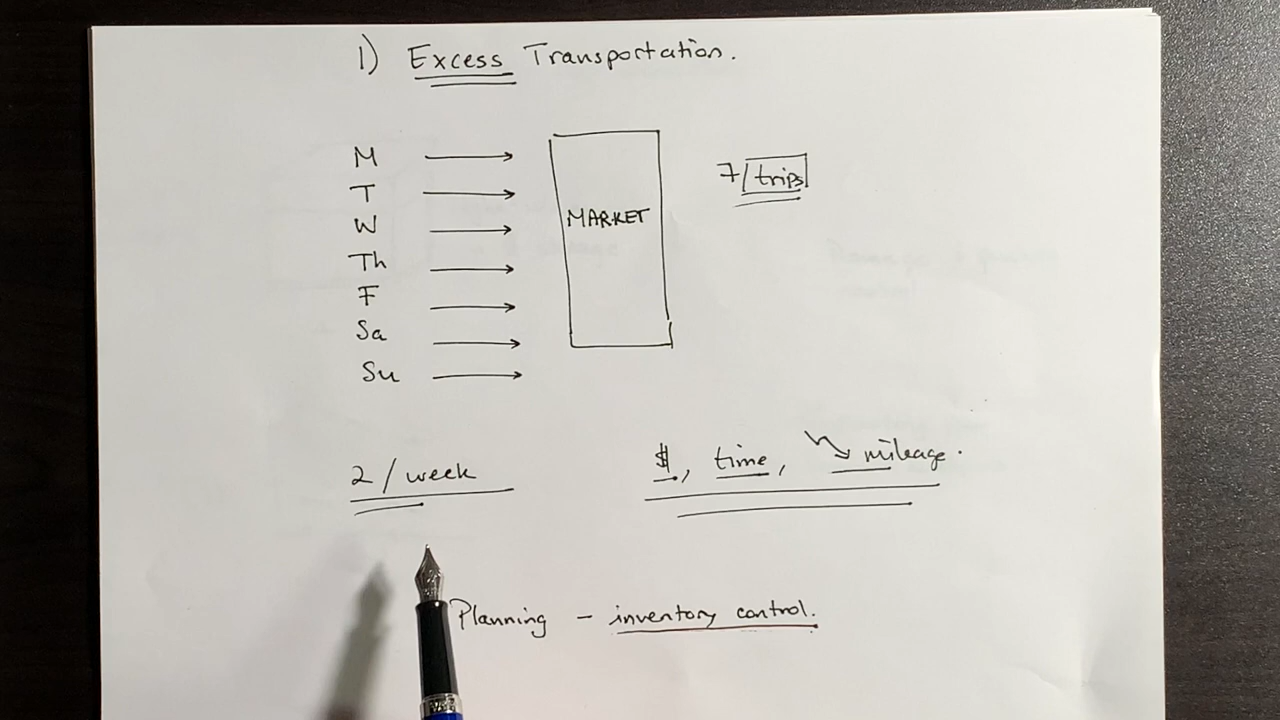 1) Excess Transportation.
M
T
W
Th
F
Sa
Su
MARKET
7/trips
2/week
$, time, mileage.
Planning - inventory control.